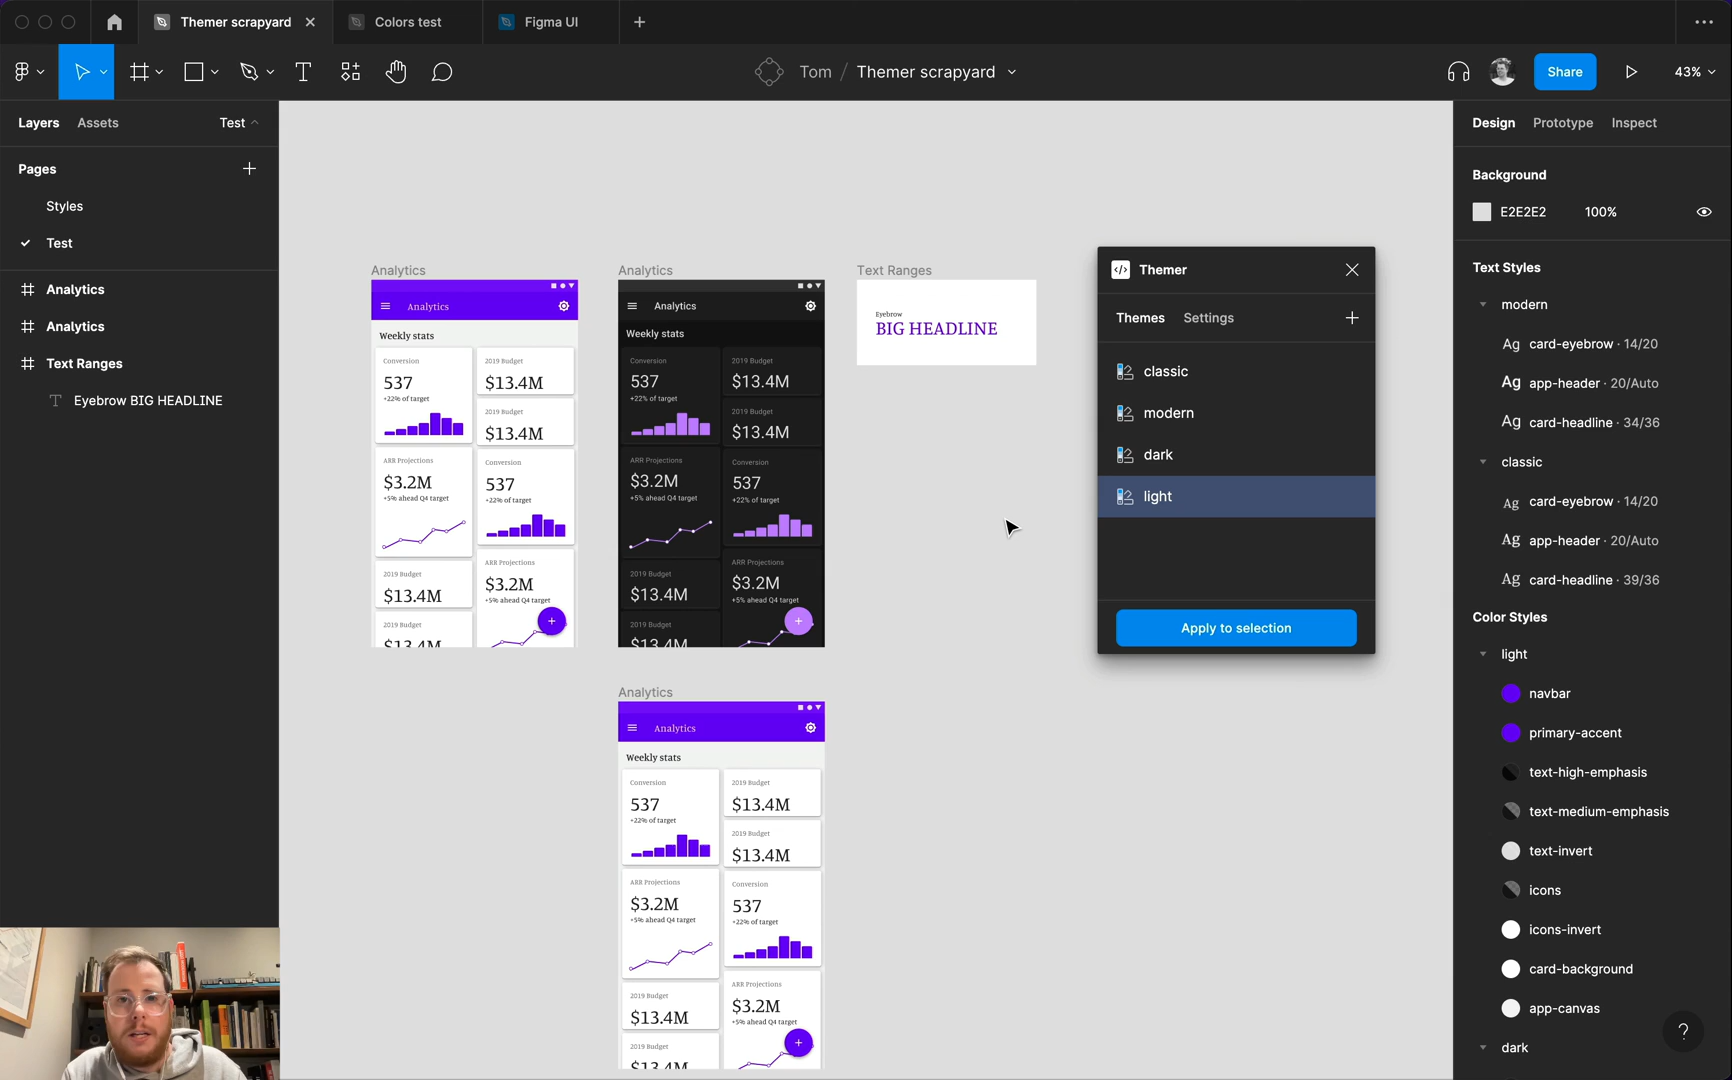 Themer scrapyard
Colors test
Figma UI
Tom / Themer scrapyard
Share
43%
Layers
Assets
Test
Pages
Styles
Test
Analytics
Analytics
Text Ranges
Eyebrow BIG HEADLINE
Analytics
Analytics
Weekly stats
Conversion
537
+22% of target
2019 Budget
$13.4M
2019 Budget
$13.4M
ARR Projections
$3.2M
+5% ahead Q4 target
Conversion
537
+22% of target
2019 Budget
$13.4M
ARR Projections
$3.2M
+5% ahead Q4 target
2019 Budget
$13.4M
Analytics
Analytics
Weekly stats
Conversion
537
+22% of target
2019 Budget
$13.4M
2019 Budget
$13.4M
ARR Projections
$3.2M
+5% ahead Q4 target
Conversion
537
+22% of target
2019 Budget
$13.4M
ARR Projections
$3.2M
+5% ahead Q4 target
2019 Budget
$13.4M
Text Ranges
Eyebrow
BIG HEADLINE
Analytics
Analytics
Weekly stats
Conversion
537
+22% of target
2019 Budget
$13.4M
2019 Budget
$13.4M
ARR Projections
$3.2M
+5% ahead Q4 target
Conversion
537
+22% of target
2019 Budget
$13.4M
ARR Projections
$3.2M
+5% ahead Q4 target
2019 Budget
$13.4M
Themer
Themes
Settings
classic
modern
dark
light
Apply to selection
Design
Prototype
Inspect
Background
E2E2E2
100%
Text Styles
modern
Ag card-eyebrow · 14/20
Ag app-header · 20/Auto
Ag card-headline · 34/36
classic
Ag card-eyebrow · 14/20
Ag app-header · 20/Auto
Ag card-headline · 39/36
Color Styles
light
navbar
primary-accent
text-high-emphasis
text-medium-emphasis
text-invert
icons
icons-invert
card-background
app-canvas
dark
?